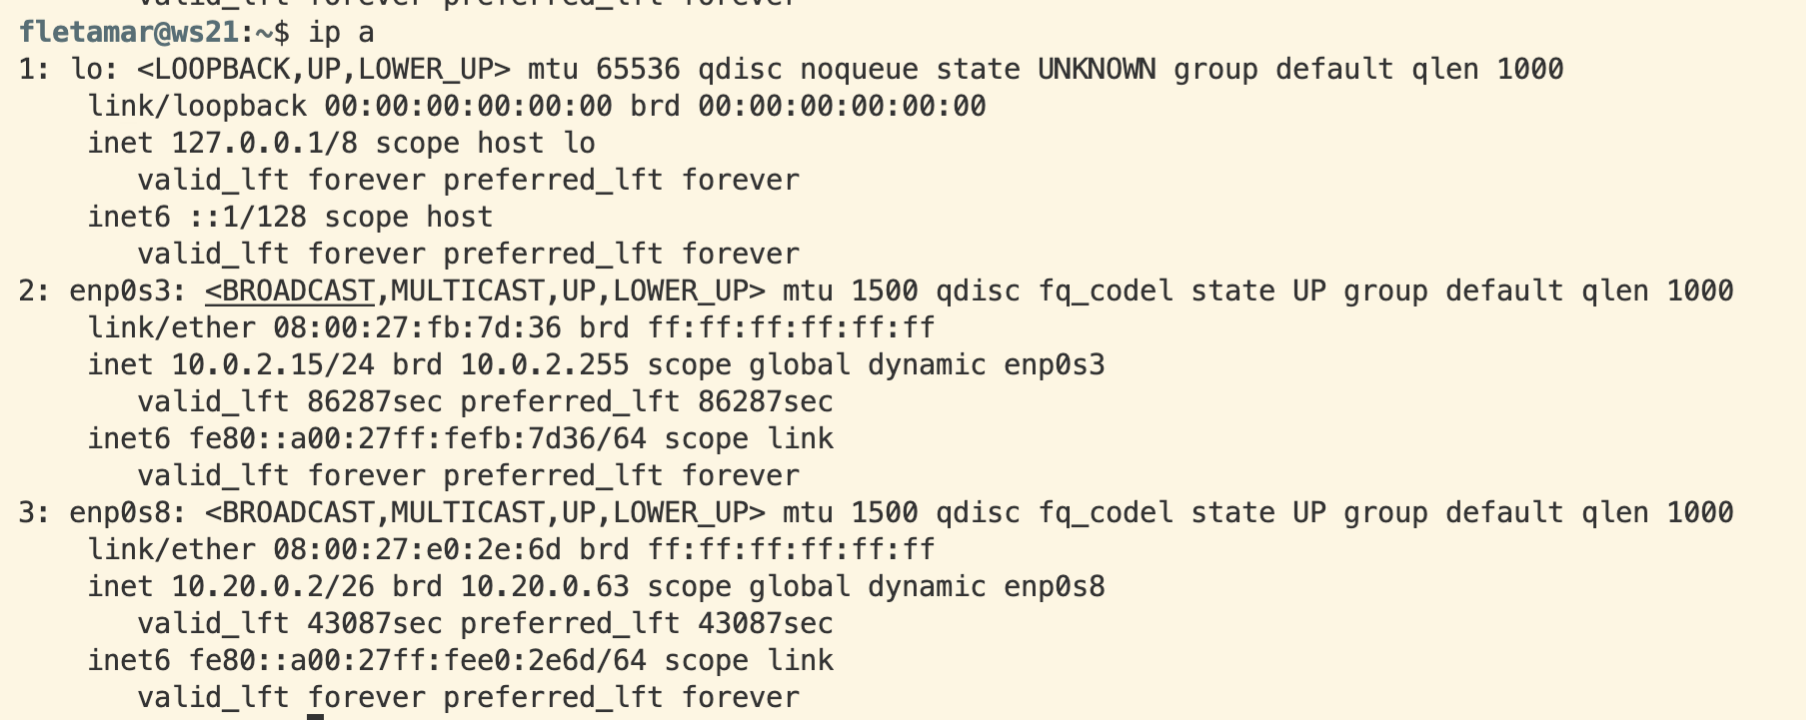 valid_lft forever preferred_lft forever
fletamar@ws21:~$ ip a
1: lo: <LOOPBACK,UP,LOWER_UP> mtu 65536 qdisc noqueue state UNKNOWN group default qlen 1000
    link/loopback 00:00:00:00:00:00 brd 00:00:00:00:00:00
    inet 127.0.0.1/8 scope host lo
       valid_lft forever preferred_lft forever
    inet6 ::1/128 scope host
       valid_lft forever preferred_lft forever
2: enp0s3: <BROADCAST,MULTICAST,UP,LOWER_UP> mtu 1500 qdisc fq_codel state UP group default qlen 1000
    link/ether 08:00:27:fb:7d:36 brd ff:ff:ff:ff:ff:ff
    inet 10.0.2.15/24 brd 10.0.2.255 scope global dynamic enp0s3
       valid_lft 86287sec preferred_lft 86287sec
    inet6 fe80::a00:27ff:fefb:7d36/64 scope link
       valid_lft forever preferred_lft forever
3: enp0s8: <BROADCAST,MULTICAST,UP,LOWER_UP> mtu 1500 qdisc fq_codel state UP group default qlen 1000
    link/ether 08:00:27:e0:2e:6d brd ff:ff:ff:ff:ff:ff
    inet 10.20.0.2/26 brd 10.20.0.63 scope global dynamic enp0s8
       valid_lft 43087sec preferred_lft 43087sec
    inet6 fe80::a00:27ff:fee0:2e6d/64 scope link
       valid_lft forever preferred_lft forever